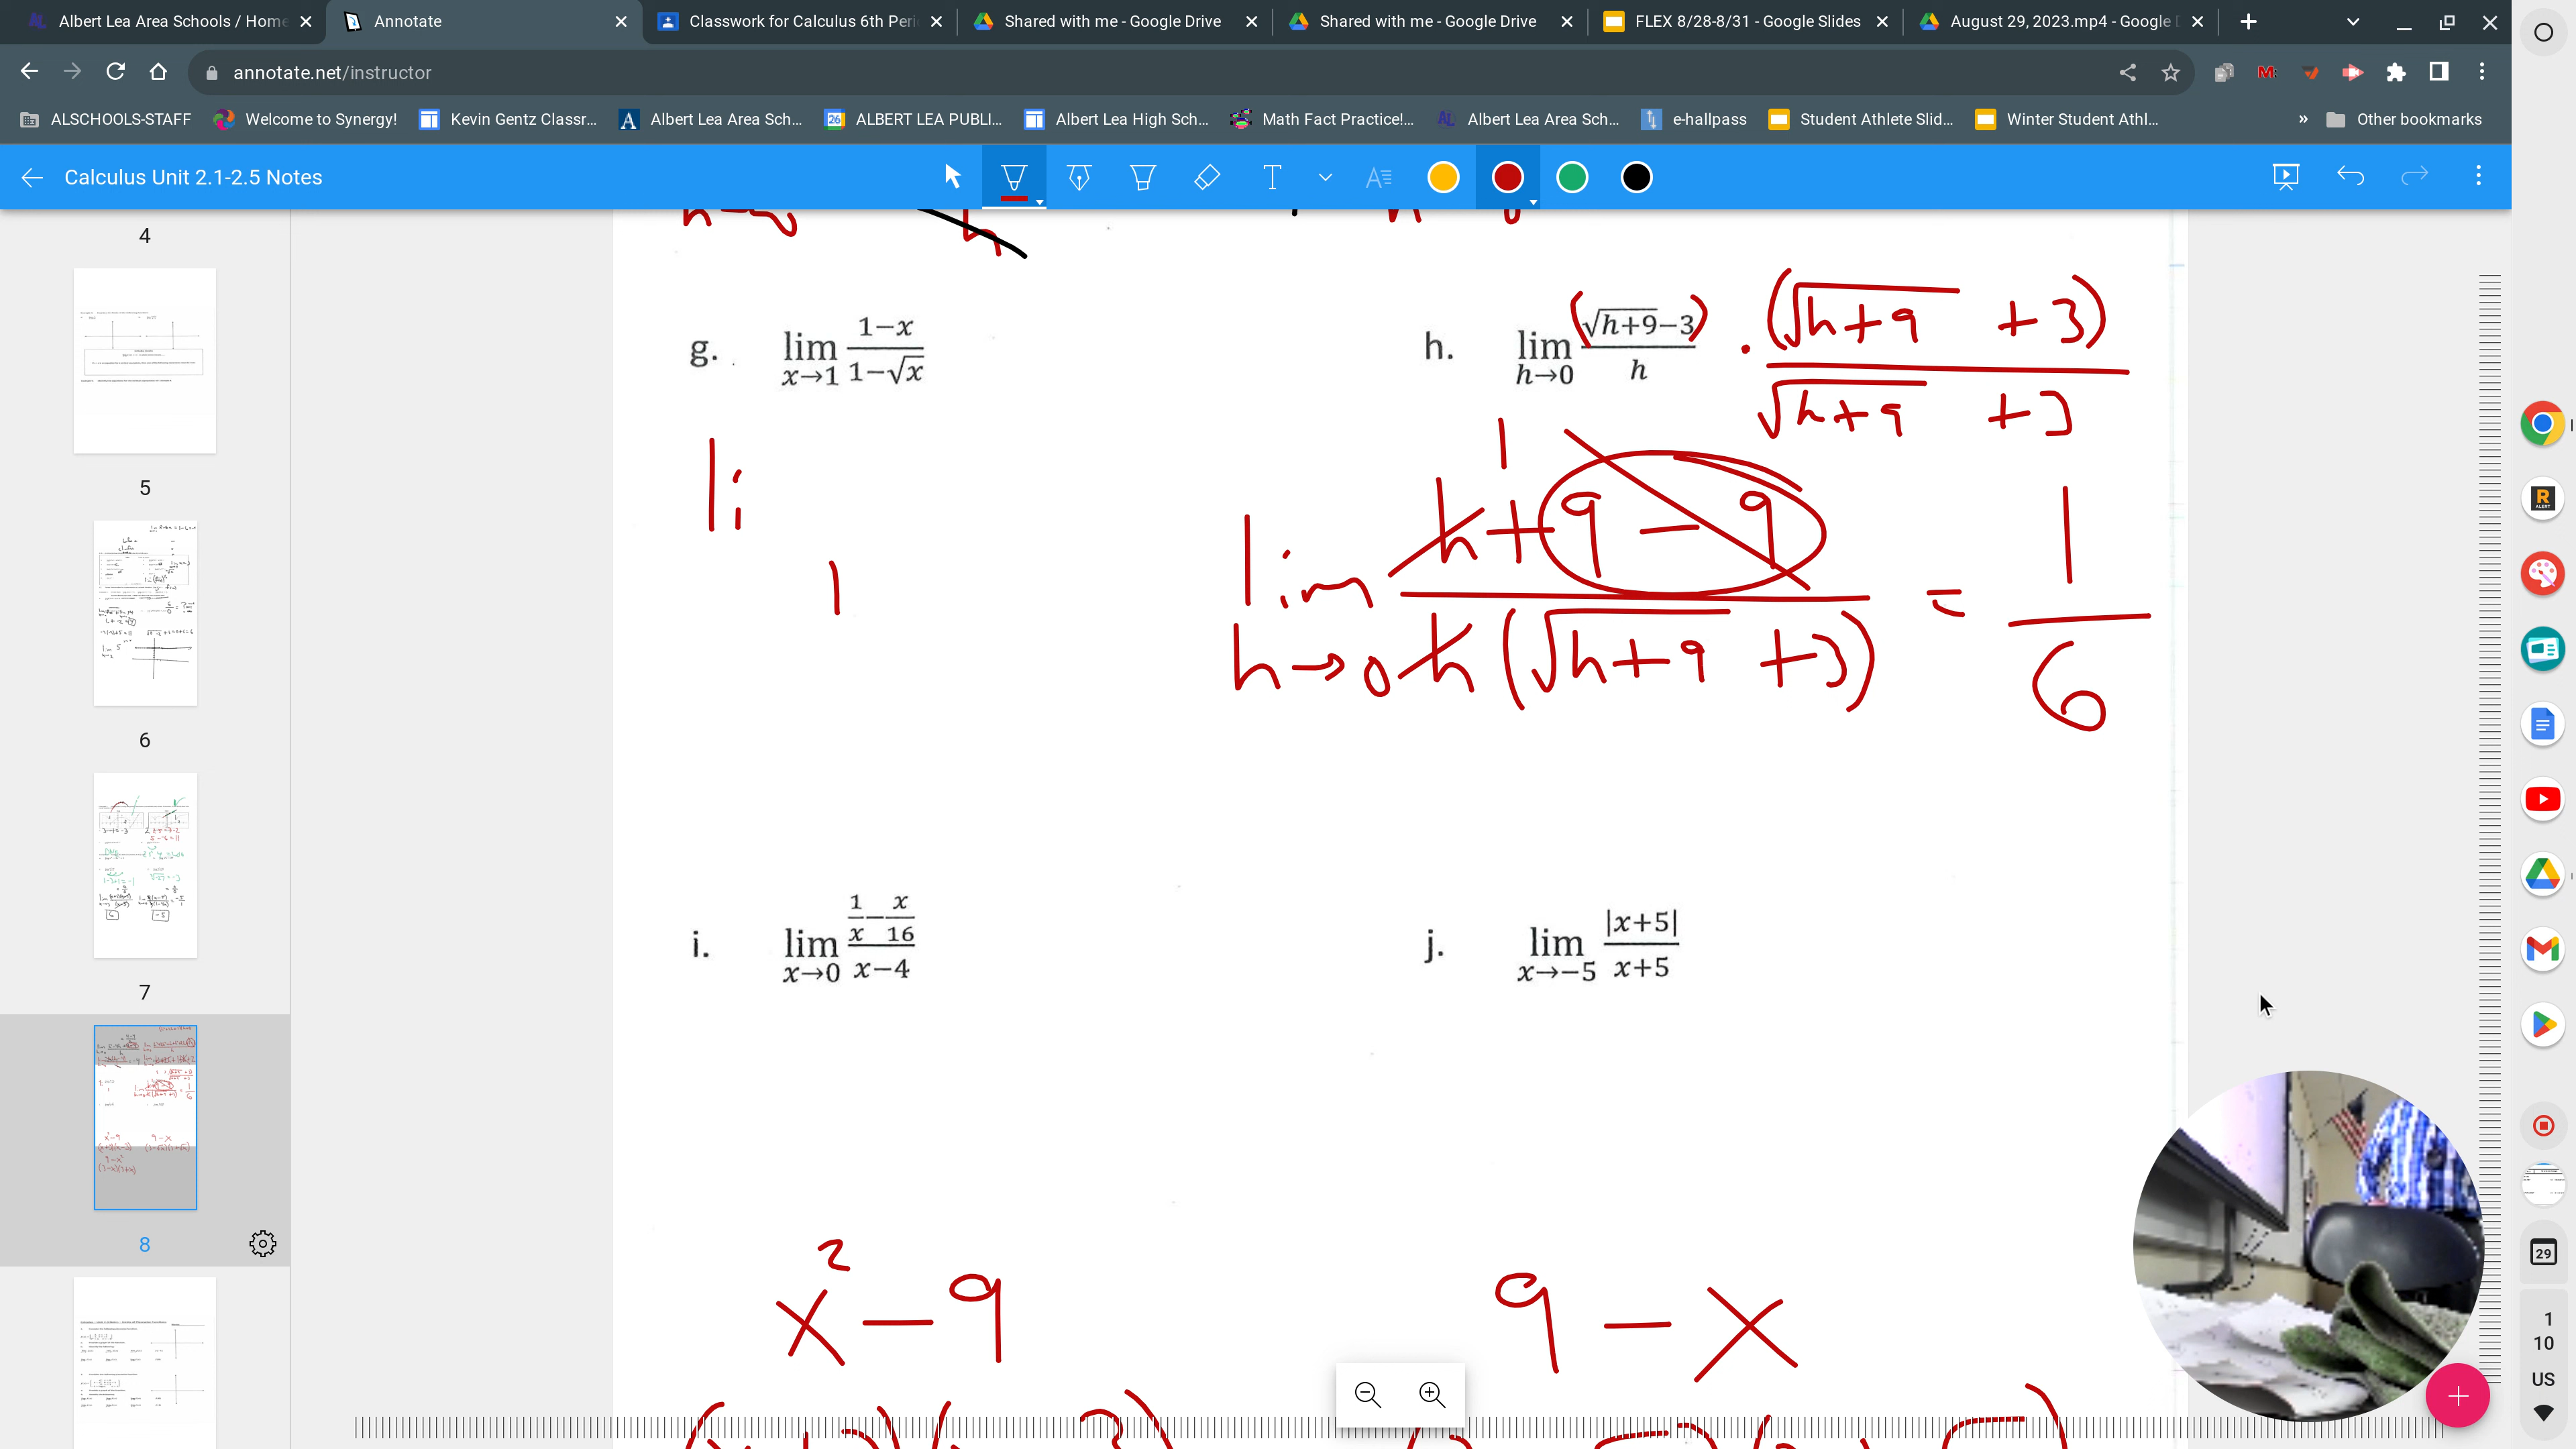 Albert Lea Area Schools / Home
Annotate
Classwork for Calculus 6th Peri
Shared with me - Google Drive
Shared with me - Google Drive
FLEX 8/28-8/31 - Google Slides
August 29, 2023.mp4 - Google D
annotate.net/instructor
ALSCHOOLS-STAFF
Welcome to Synergy!
Kevin Gentz Classr...
Albert Lea Area Sch...
ALBERT LEA PUBLI...
Albert Lea High Sch...
Math Fact Practice!...
Albert Lea Area Sch...
e-hallpass
Student Athlete Slid...
Winter Student Athl...
» Other bookmarks
Calculus Unit 2.1-2.5 Notes
4
5
6
7
8
g. lim x→1 1−x / 1−√x
li
1
h. lim h→0 (√h+9−3) / h · (√h+9 +3) / √h+9 +3
1
lim h→0 h+9−9 / h(√h+9 +3) = 1/6
i. lim x→0 1/x − x/16 / x−4
j. lim x→−5 |x+5| / x+5
x² − 9
9 − x
29
1
10
US